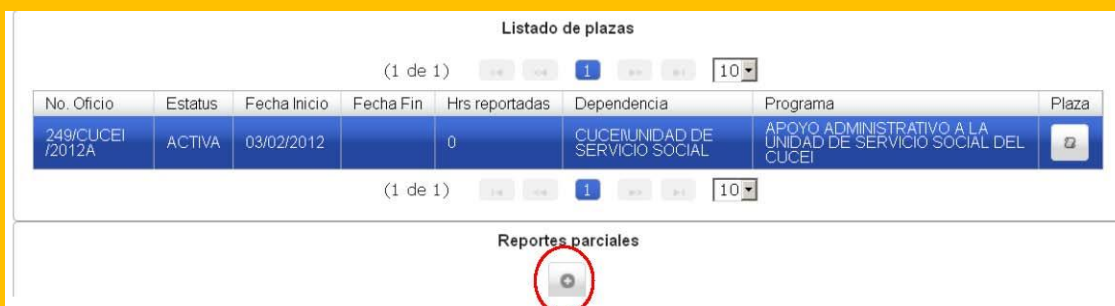 Listado de plazas
(1 de 1) 1 10
No. Oficio Estatus Fecha Inicio Fecha Fin Hrs reportadas Dependencia Programa Plaza
249/CUCEI
/2012A ACTIVA 03/02/2012 0 CUCEI\UNIDAD DE
SERVICIO SOCIAL APOYO ADMINISTRATIVO A LA
UNIDAD DE SERVICIO SOCIAL DEL
CUCEI
(1 de 1) 1 10
Reportes parciales